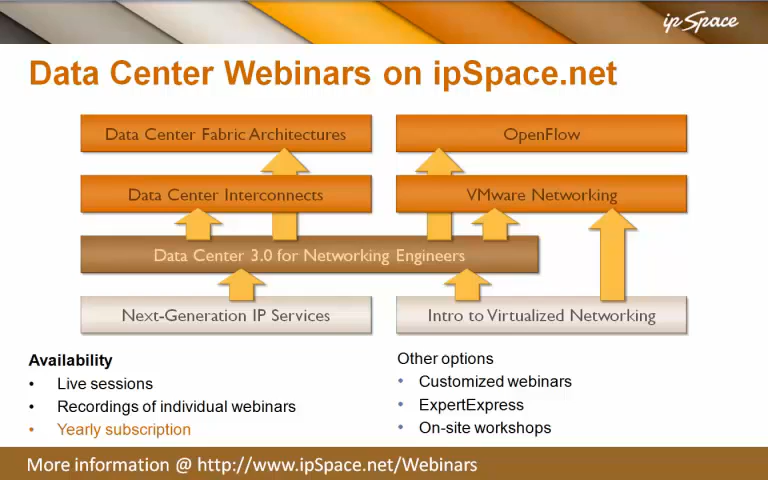 ipSpace
Data Center Webinars on ipSpace.net
Data Center Fabric Architectures
OpenFlow
Data Center Interconnects
VMware Networking
Data Center 3.0 for Networking Engineers
Next-Generation IP Services
Intro to Virtualized Networking
Availability
• Live sessions
• Recordings of individual webinars
• Yearly subscription
Other options
• Customized webinars
• ExpertExpress
• On-site workshops
More information @ http://www.ipSpace.net/Webinars